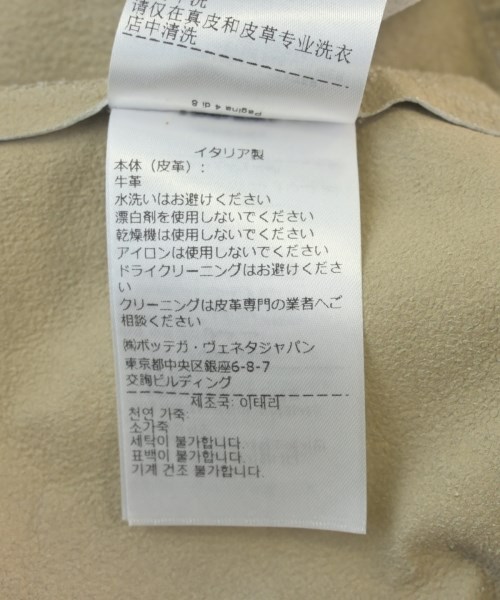 洗
请仅在真皮和皮草专业洗衣
店中清洗
Pagina 4 di 8
イタリア製
本体（皮革）：
牛革
水洗いはお避けください
漂白剤を使用しないでください
乾燥機は使用しないでください
アイロンは使用しないでください
ドライクリーニングはお避けくださ
い
クリーニングは皮革専門の業者へご
相談ください
㈱ボッテガ・ヴェネタジャパン
東京都中央区銀座6-8-7
交詢ビルディング
제조국: 이태리
천연 가죽:
소가죽
세탁이 불가합니다.
표백이 불가합니다.
기계 건조 불가합니다.